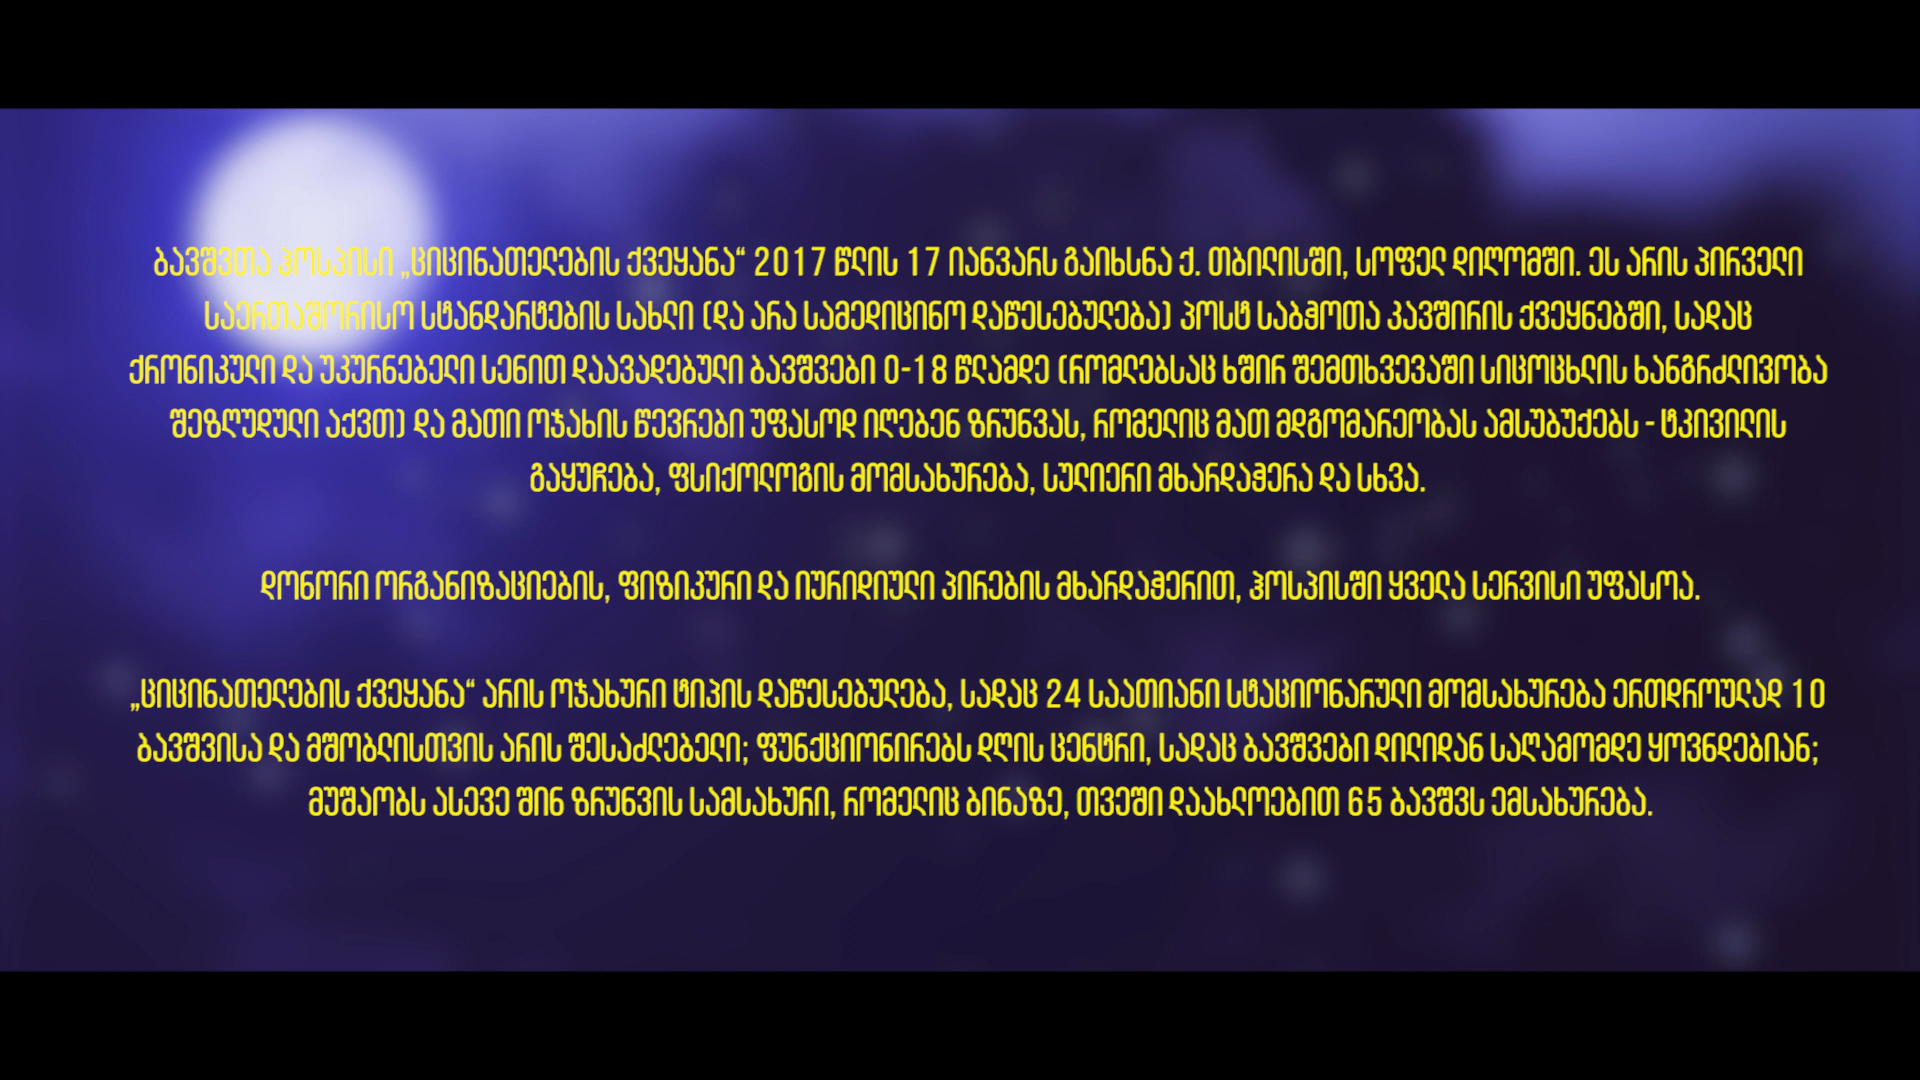 ბავშვთა ჰოსპისი „ციცინათელების ქვეყანა“ 2017 წლის 17 იანვარს გაიხსნა ქ. თბილისში, სოფელ დიღომში. ეს არის პირველი
საერთაშორისო სტანდარტების სახლი (და არა სამედიცინო დაწესებულება) პოსტ საბჭოთა კავშირის ქვეყნებში, სადაც
ქრონიკული და უკურნებელი სენით დაავადებული ბავშვები 0-18 წლამდე (რომლებსაც ხშირ შემთხვევაში სიცოცხლის ხანგრძლივობა
შეზღუდული აქვთ) და მათი ოჯახის წევრები უფასოდ იღებენ ზრუნვას, რომელიც მათ მდგომარეობას ამსუბუქებს - ტკივილის
გაყუჩება, ფსიქოლოგის მომსახურება, სულიერი მხარდაჭერა და სხვა.
დონორი ორგანიზაციების, ფიზიკური და იურიდიული პირების მხარდაჭერით, ჰოსპისში ყველა სერვისი უფასოა.
„ციცინათელების ქვეყანა“ არის ოჯახური ტიპის დაწესებულება, სადაც 24 საათიანი სტაციონარული მომსახურება ერთდროულად 10
ბავშვისა და მშობლისთვის არის შესაძლებელი; ფუნქციონირებს დღის ცენტრი, სადაც ბავშვები დილიდან საღამომდე ყოვნდებიან;
მუშაობს ასევე შინ ზრუნვის სამსახური, რომელიც ბინაზე, თვეში დაახლოებით 65 ბავშვს ემსახურება.